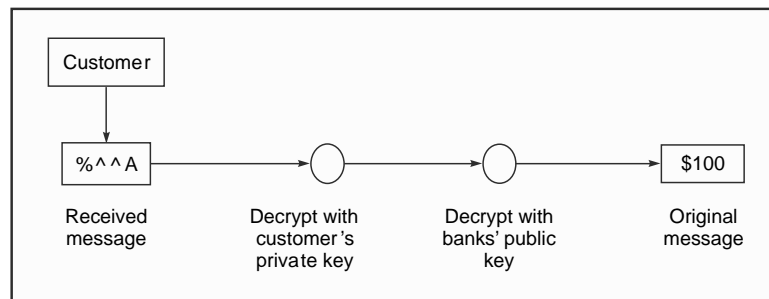 Customer
%^^A
$100
Received
message
Decrypt with
customer's
private key
Decrypt with
banks' public
key
Original
message